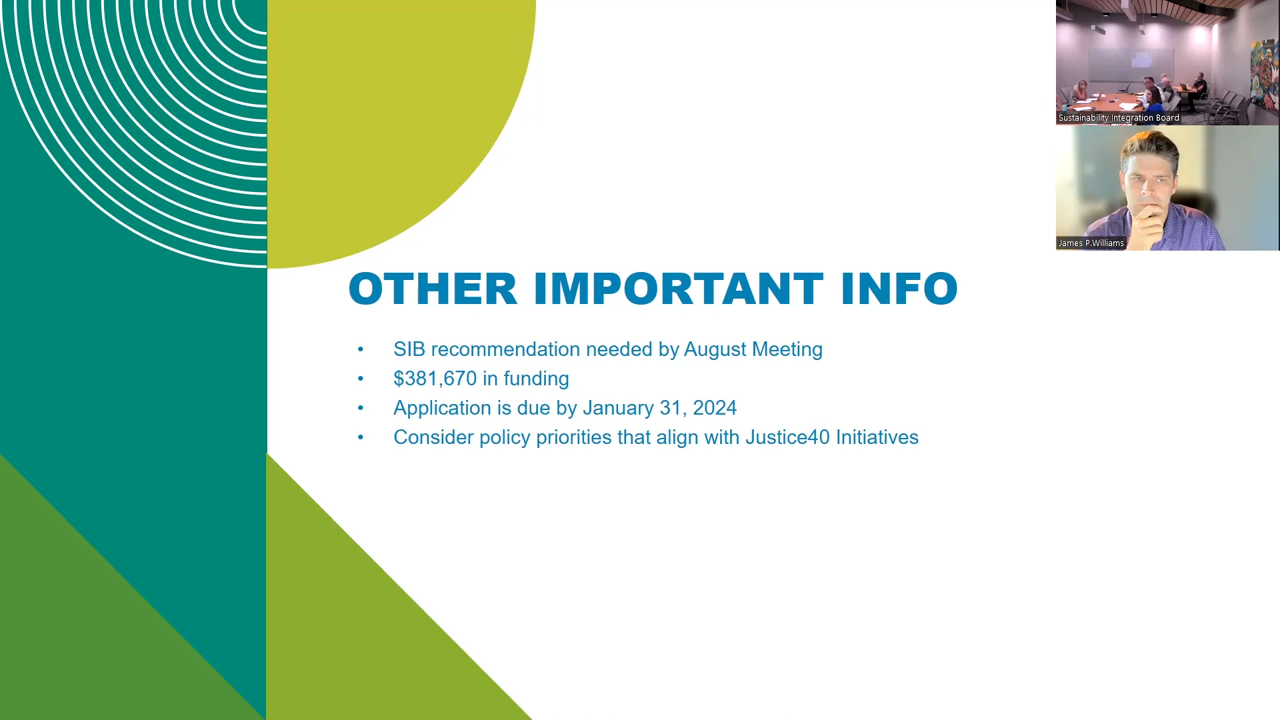 Sustainability Integration Board
James P.Williams
OTHER IMPORTANT INFO
• SIB recommendation needed by August Meeting
• $381,670 in funding
• Application is due by January 31, 2024
• Consider policy priorities that align with Justice40 Initiatives